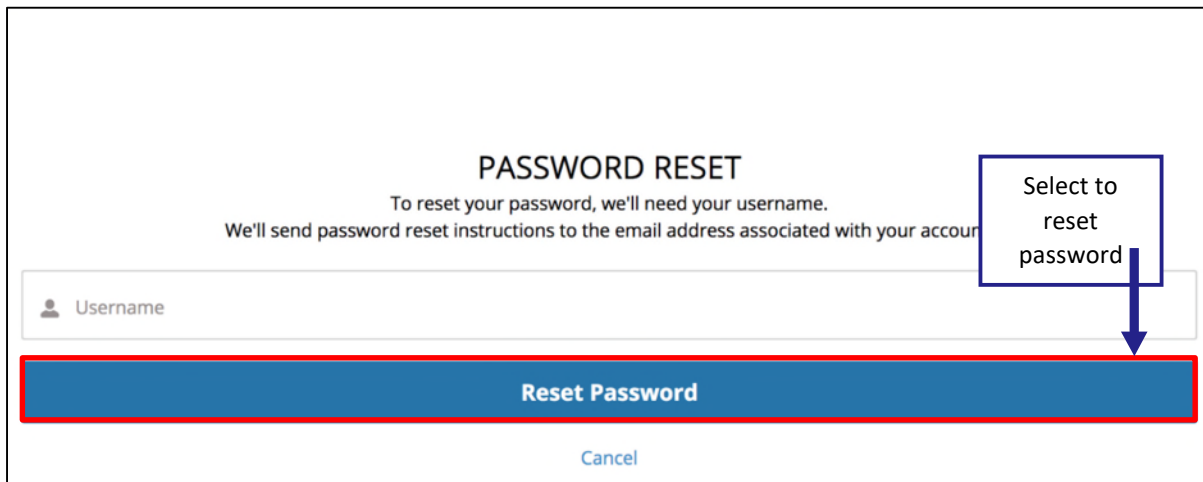 PASSWORD RESET
To reset your password, we'll need your username.
We'll send password reset instructions to the email address associated with your
Select to
reset
password
Username
Reset Password
Cancel